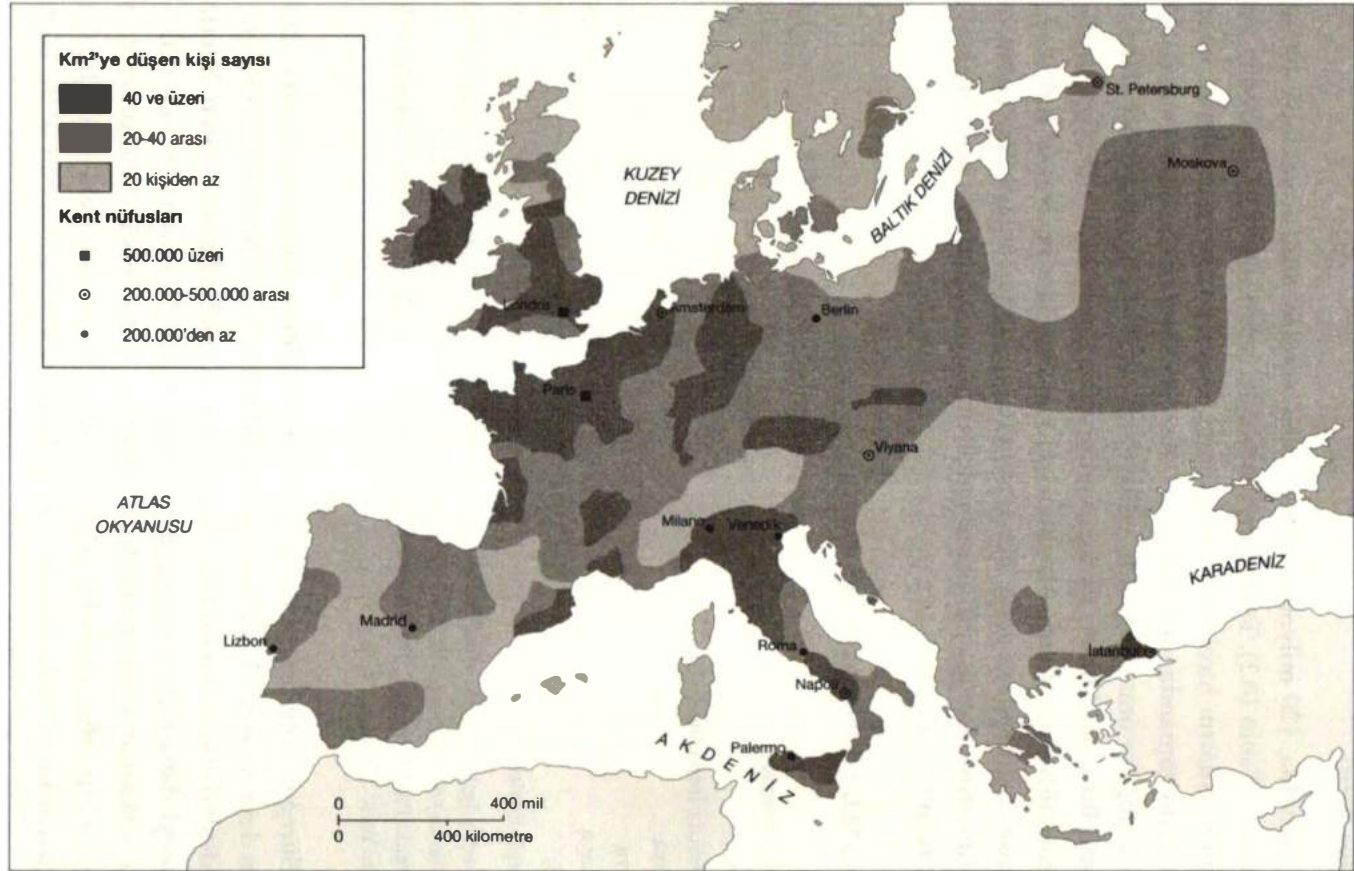 Km²'ye düşen kişi sayısı
40 ve üzeri
20-40 arası
20 kişiden az
Kent nüfusları
500.000 üzeri
200.000-500.000 arası
200.000'den az
St. Petersburg
Moskova
KUZEY
DENİZİ
BALTIK DENİZİ
Londra
Amsterdam
Berlin
Paris
Viyana
ATLAS
OKYANUSU
Milano
Venedik
KARADENİZ
Madrid
Lizbon
Roma
İstanbul
Napoli
Palermo
AKDENİZ
0 400 mil
0 400 kilometre